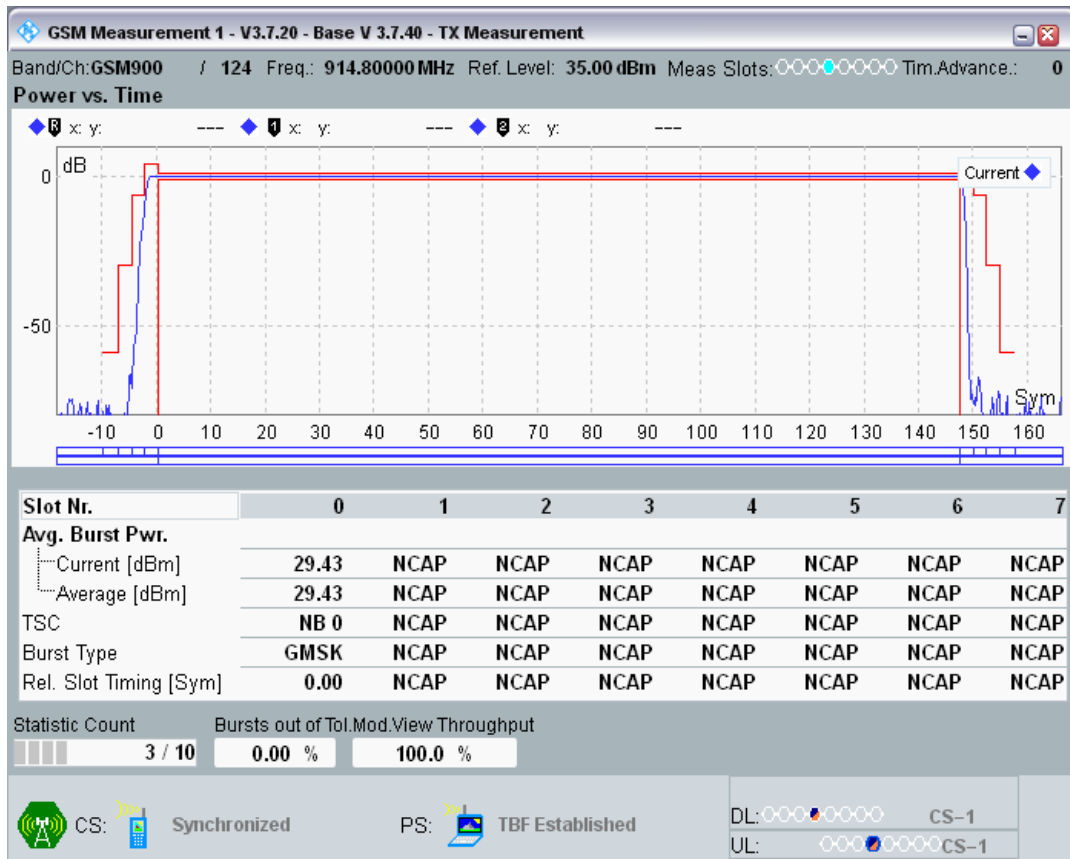 GSM Measurement 1 - V3.7.20 - Base V 3.7.40 - TX Measurement
Band/Ch:GSM900 / 124 Freq.: 914.80000 MHz Ref. Level: 35.00 dBm Meas Slots: Tim.Advance.: 0
Power vs. Time
R x: y: --- 1 x: y: --- 2 x: y: ---
dB
Current
0
-50
Sym
-10 0 10 20 30 40 50 60 70 80 90 100 110 120 130 140 150 160
Slot Nr. 0 1 2 3 4 5 6 7
Avg. Burst Pwr.
Current [dBm] 29.43 NCAP NCAP NCAP NCAP NCAP NCAP NCAP
Average [dBm] 29.43 NCAP NCAP NCAP NCAP NCAP NCAP NCAP
TSC NB 0 NCAP NCAP NCAP NCAP NCAP NCAP NCAP
Burst Type GMSK NCAP NCAP NCAP NCAP NCAP NCAP NCAP
Rel. Slot Timing [Sym] 0.00 NCAP NCAP NCAP NCAP NCAP NCAP NCAP
Statistic Count Bursts out of Tol.Mod.View Throughput
3 / 10 0.00 % 100.0 %
CS: Synchronized PS: TBF Established
DL: CS-1
UL: CS-1